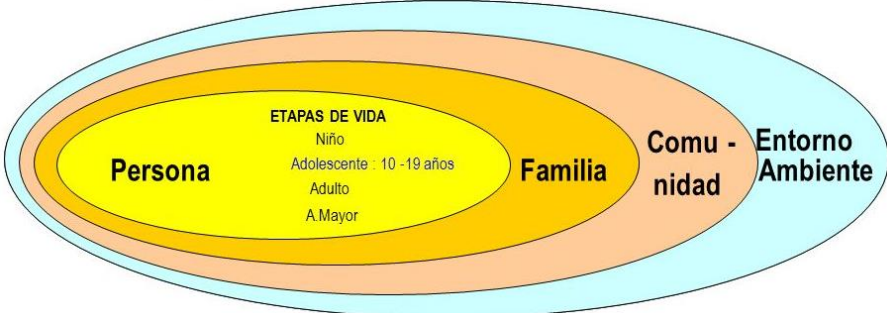 ETAPAS DE VIDA
Niño
Adolescente : 10 -19 años
Adulto
A.Mayor
Persona
Familia
Comu -
nidad
Entorno
Ambiente